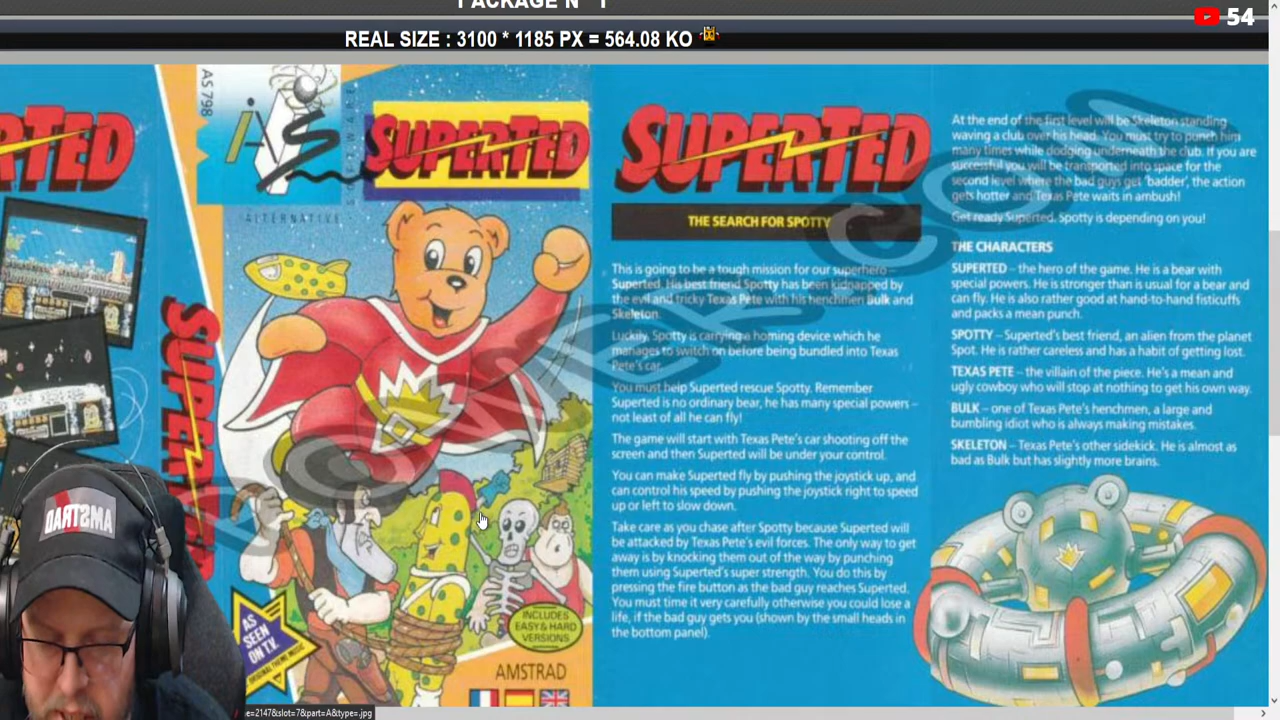 PACKAGE N° 1
54
REAL SIZE : 3100 * 1185 PX = 564.08 KO
AS 798
SUPERTED
ALTERNATIVE
SOFTWARE
SUPERTED
AS SEEN ON T.V.
ORIGINAL THEME MUSIC
INCLUDES
EASY & HARD
VERSIONS
AMSTRAD
AMSTRAD
SUPERTED
THE SEARCH FOR SPOTTY
This is going to be a tough mission for our superhero –
Superted. His best friend Spotty has been kidnapped by
the evil and tricky Texas Pete with his henchmen Bulk and
Skeleton.
Luckily, Spotty is carrying a homing device which he
manages to switch on before being bundled into Texas
Pete's car.
You must help Superted rescue Spotty. Remember
Superted is no ordinary bear, he has many special powers –
not least of all he can fly!
The game will start with Texas Pete's car shooting off the
screen and then Superted will be under your control.
You can make Superted fly by pushing the joystick up, and
can control his speed by pushing the joystick right to speed
up or left to slow down.
Take care as you chase after Spotty because Superted will
be attacked by Texas Pete's evil forces. The only way to get
away is by knocking them out of the way by punching
them using Superted's super strength. You do this by
pressing the fire button as the bad guy reaches Superted.
You must time it very carefully otherwise you could lose a
life, if the bad guy gets you (shown by the small heads in
the bottom panel).
At the end of the first level will be Skeleton standing
waving a club over his head. You must try to punch him
many times while dodging underneath the club. If you are
successful you will be transported into space for the
second level where the bad guys get 'badder', the action
gets hotter and Texas Pete waits in ambush!
Get ready Superted. Spotty is depending on you!
THE CHARACTERS
SUPERTED – the hero of the game. He is a bear with
special powers. He is stronger than is usual for a bear and
can fly. He is also rather good at hand-to-hand fisticuffs
and packs a mean punch.
SPOTTY – Superted's best friend, an alien from the planet
Spot. He is rather careless and has a habit of getting lost.
TEXAS PETE – the villain of the piece. He's a mean and
ugly cowboy who will stop at nothing to get his own way.
BULK – one of Texas Pete's henchmen, a large and
bumbling idiot who is always making mistakes.
SKELETON – Texas Pete's other sidekick. He is almost as
bad as Bulk but has slightly more brains.
e=2147&slot=7&part=A&type=.jpg